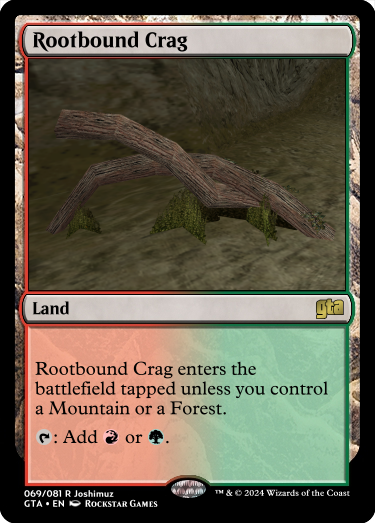 Rootbound Crag
Land
gta
Rootbound Crag enters the
battlefield tapped unless you control
a Mountain or a Forest.
: Add or .
069/081 R Joshimuz
GTA • EN Rockstar Games
™ & © 2024 Wizards of the Coast